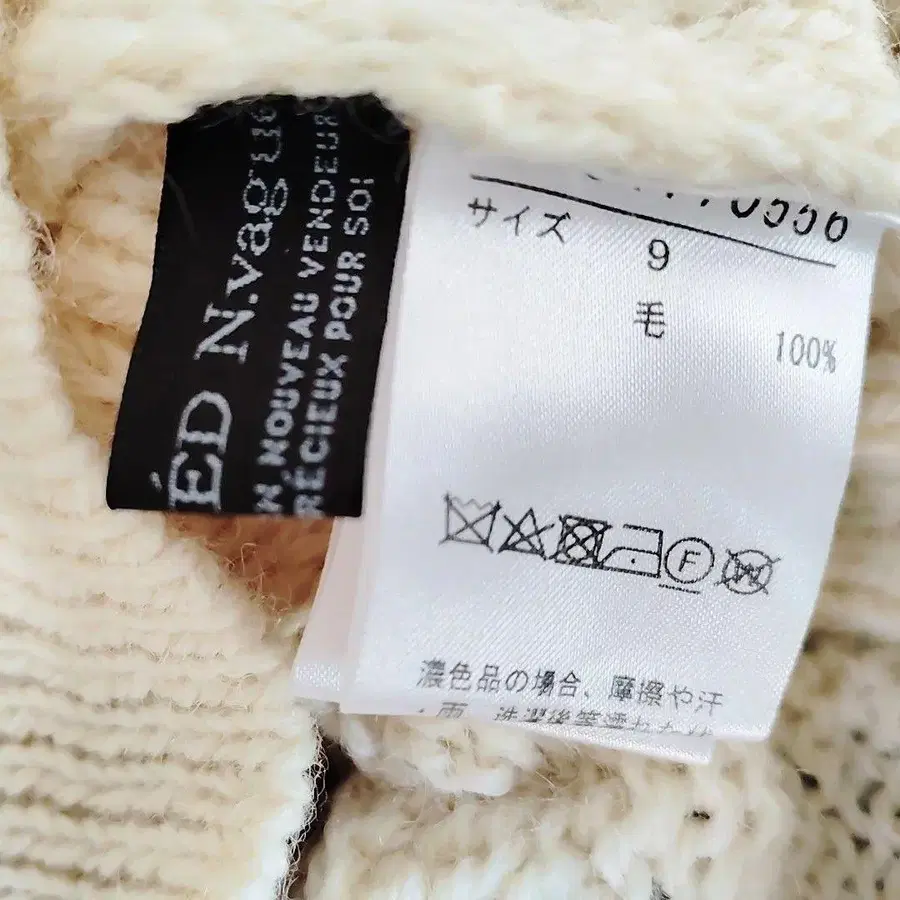 ÉD N.vague
N NOUVEAU VENDEUR
RÉCIEUX POUR SOI
サイズ
9
毛 100%
F
W
濃色品の場合、摩擦や汗